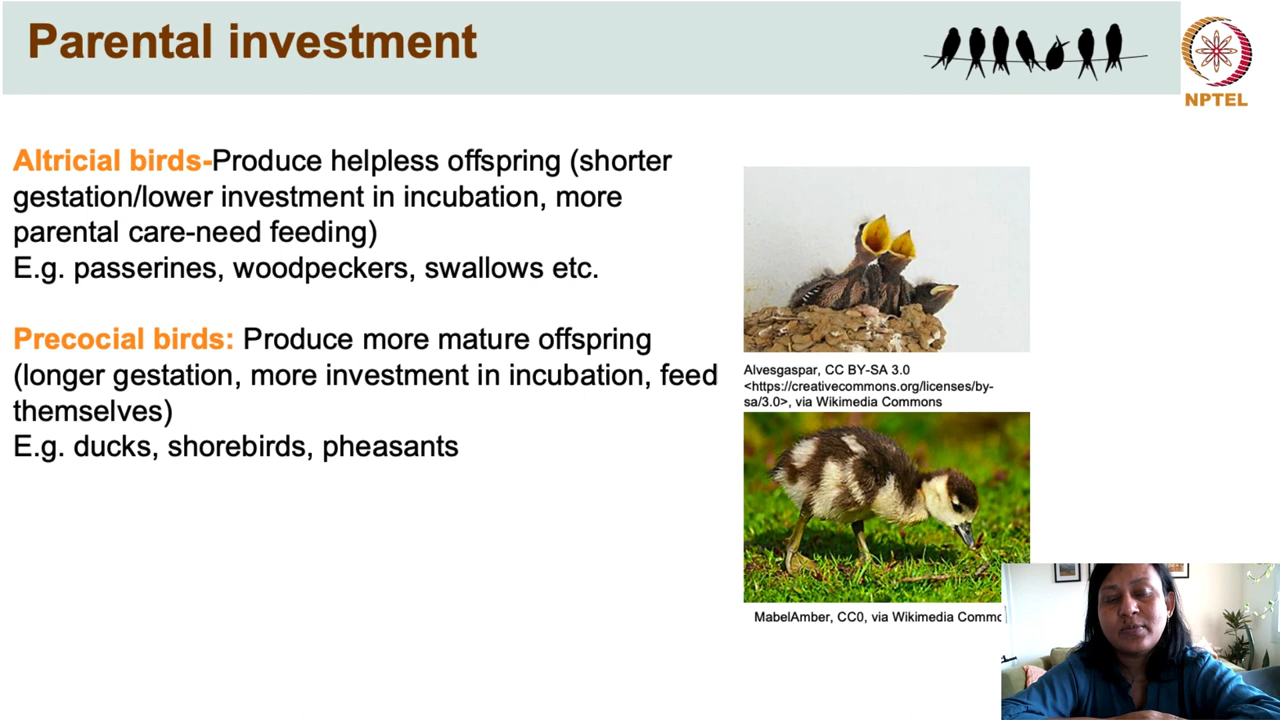 Parental investment
NPTEL
Altricial birds-Produce helpless offspring (shorter
gestation/lower investment in incubation, more
parental care-need feeding)
E.g. passerines, woodpeckers, swallows etc.
Precocial birds: Produce more mature offspring
(longer gestation, more investment in incubation, feed
themselves)
E.g. ducks, shorebirds, pheasants
Alvesgaspar, CC BY-SA 3.0
<https://creativecommons.org/licenses/by-
sa/3.0>, via Wikimedia Commons
MabelAmber, CC0, via Wikimedia Commo